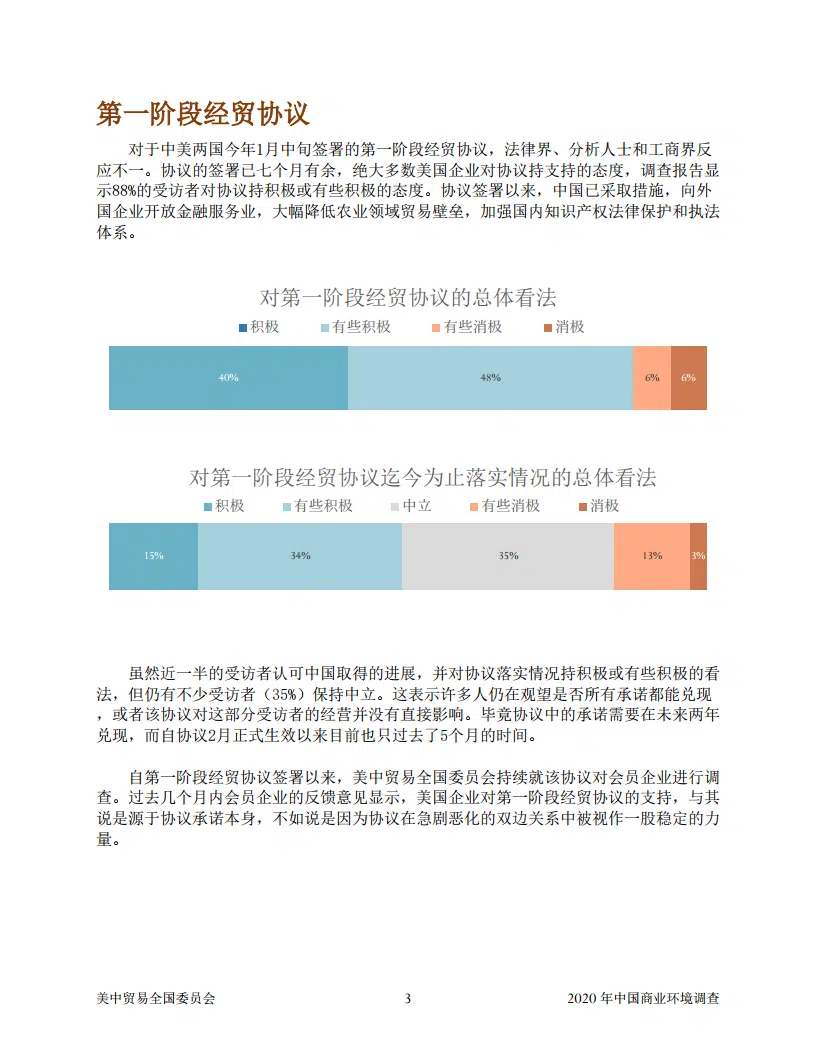 第一阶段经贸协议
对于中美两国今年1月中旬签署的第一阶段经贸协议，法律界、分析人士和工商界反
应不一。协议的签署已七个月有余，绝大多数美国企业对协议持支持的态度，调查报告显
示88%的受访者对协议持积极或有些积极的态度。协议签署以来，中国已采取措施，向外
国企业开放金融服务业，大幅降低农业领域贸易壁垒，加强国内知识产权法律保护和执法
体系。
对第一阶段经贸协议的总体看法
积极 有些积极 有些消极 消极
40% 48% 6% 6%
对第一阶段经贸协议迄今为止落实情况的总体看法
积极 有些积极 中立 有些消极 消极
15% 34% 35% 13% 3%
虽然近一半的受访者认可中国取得的进展，并对协议落实情况持积极或有些积极的看
法，但仍有不少受访者（35%）保持中立。这表示许多人仍在观望是否所有承诺都能兑现
，或者该协议对这部分受访者的经营并没有直接影响。毕竟协议中的承诺需要在未来两年
兑现，而自协议2月正式生效以来目前也只过去了5个月的时间。
自第一阶段经贸协议签署以来，美中贸易全国委员会持续就该协议对会员企业进行调
查。过去几个月内会员企业的反馈意见显示，美国企业对第一阶段经贸协议的支持，与其
说是源于协议承诺本身，不如说是因为协议在急剧恶化的双边关系中被视作一股稳定的力
量。
美中贸易全国委员会 3 2020 年中国商业环境调查